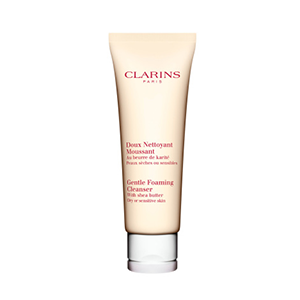 CLARINS
PARIS
Doux Nettoyant
Moussant
Au beurre de karité
Peaux sèches ou sensibles
Gentle Foaming
Cleanser
With shea butter
Dry or sensitive skin